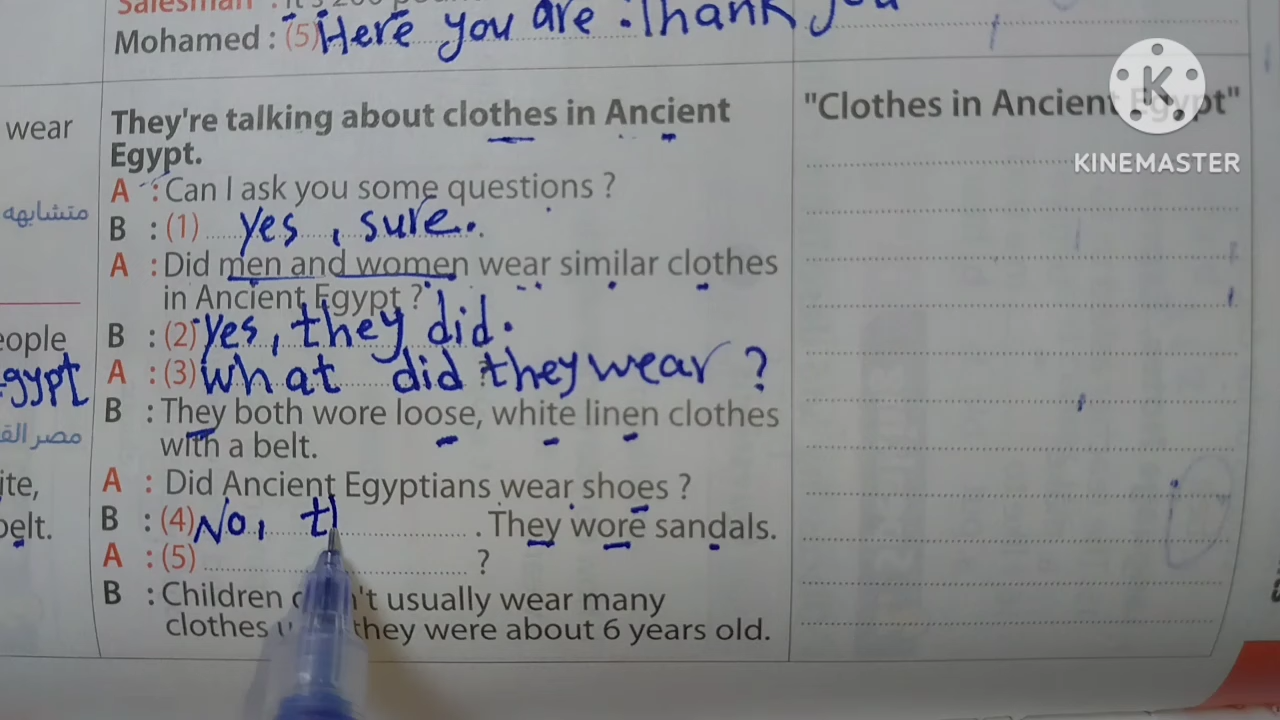 Mohamed : (5) Here you are . Thank you
wear
They're talking about clothes in Ancient
Egypt.
"Clothes in Ancient Egypt"
KINEMASTER
A : Can I ask you some questions ?
متشابهه
B : (1) yes , sure.
A : Did men and women wear similar clothes
in Ancient Egypt ?
B : (2) yes, they did.
A : (3) what did they wear ?
B : They both wore loose, white linen clothes
with a belt.
A : Did Ancient Egyptians wear shoes ?
B : (4) No, . They wore sandals.
A : (5) ?
B : Children usually wear many
clothes they were about 6 years old.